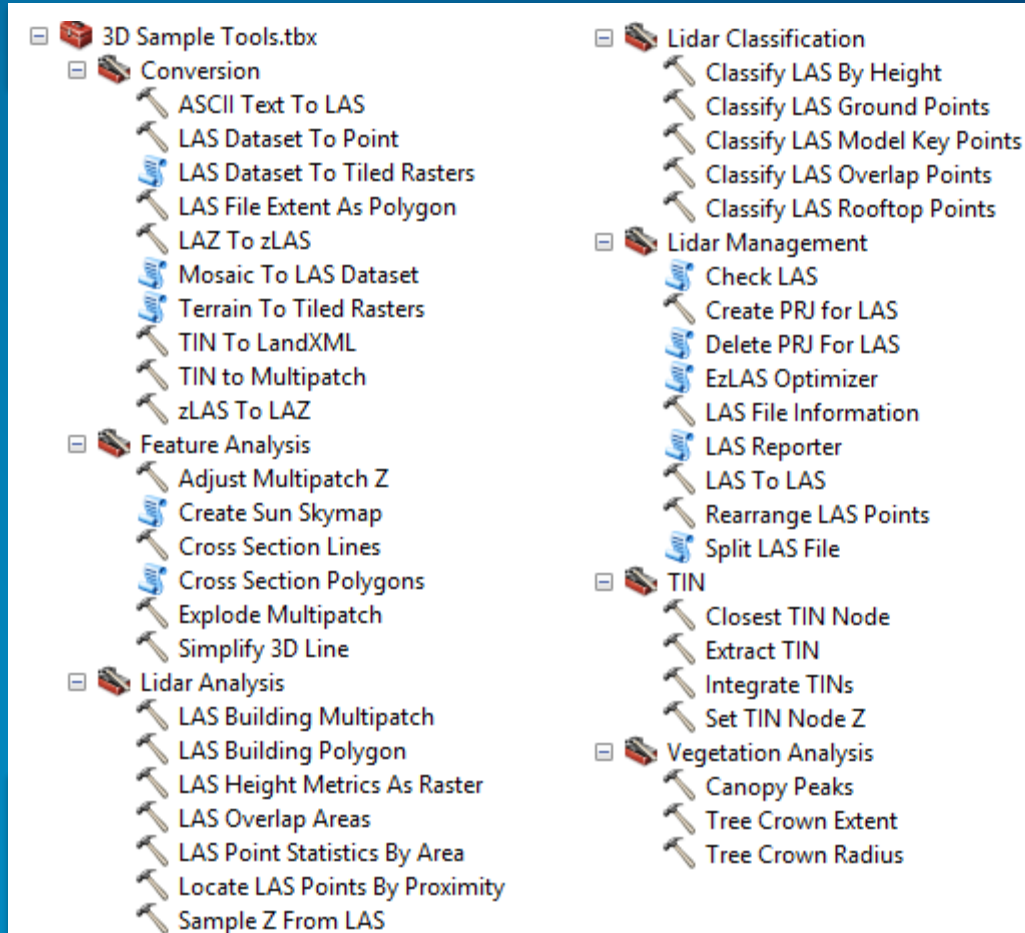 3D Sample Tools.tbx
Conversion
ASCII Text To LAS
LAS Dataset To Point
LAS Dataset To Tiled Rasters
LAS File Extent As Polygon
LAZ To zLAS
Mosaic To LAS Dataset
Terrain To Tiled Rasters
TIN To LandXML
TIN to Multipatch
zLAS To LAZ
Feature Analysis
Adjust Multipatch Z
Create Sun Skymap
Cross Section Lines
Cross Section Polygons
Explode Multipatch
Simplify 3D Line
Lidar Analysis
LAS Building Multipatch
LAS Building Polygon
LAS Height Metrics As Raster
LAS Overlap Areas
LAS Point Statistics By Area
Locate LAS Points By Proximity
Sample Z From LAS
Lidar Classification
Classify LAS By Height
Classify LAS Ground Points
Classify LAS Model Key Points
Classify LAS Overlap Points
Classify LAS Rooftop Points
Lidar Management
Check LAS
Create PRJ for LAS
Delete PRJ For LAS
EzLAS Optimizer
LAS File Information
LAS Reporter
LAS To LAS
Rearrange LAS Points
Split LAS File
TIN
Closest TIN Node
Extract TIN
Integrate TINs
Set TIN Node Z
Vegetation Analysis
Canopy Peaks
Tree Crown Extent
Tree Crown Radius